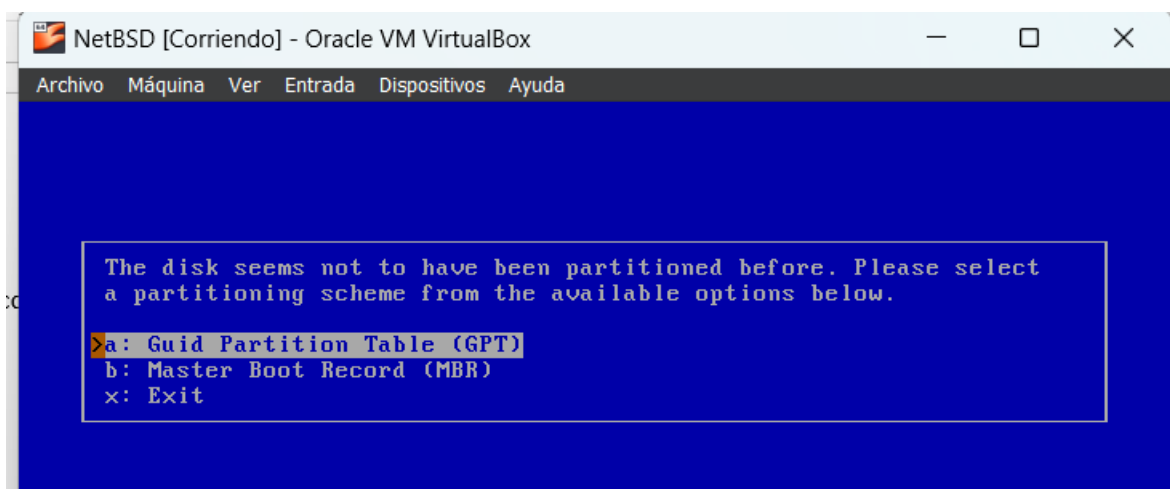 NetBSD [Corriendo] - Oracle VM VirtualBox
Archivo Máquina Ver Entrada Dispositivos Ayuda
The disk seems not to have been partitioned before. Please select
a partitioning scheme from the available options below.
>a: Guid Partition Table (GPT)
b: Master Boot Record (MBR)
x: Exit